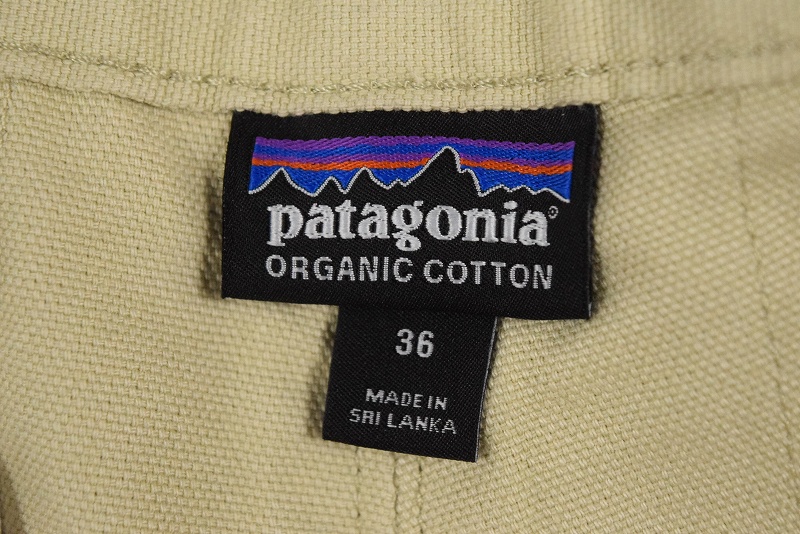 patagonia®
ORGANIC COTTON
36
MADE IN
SRI LANKA